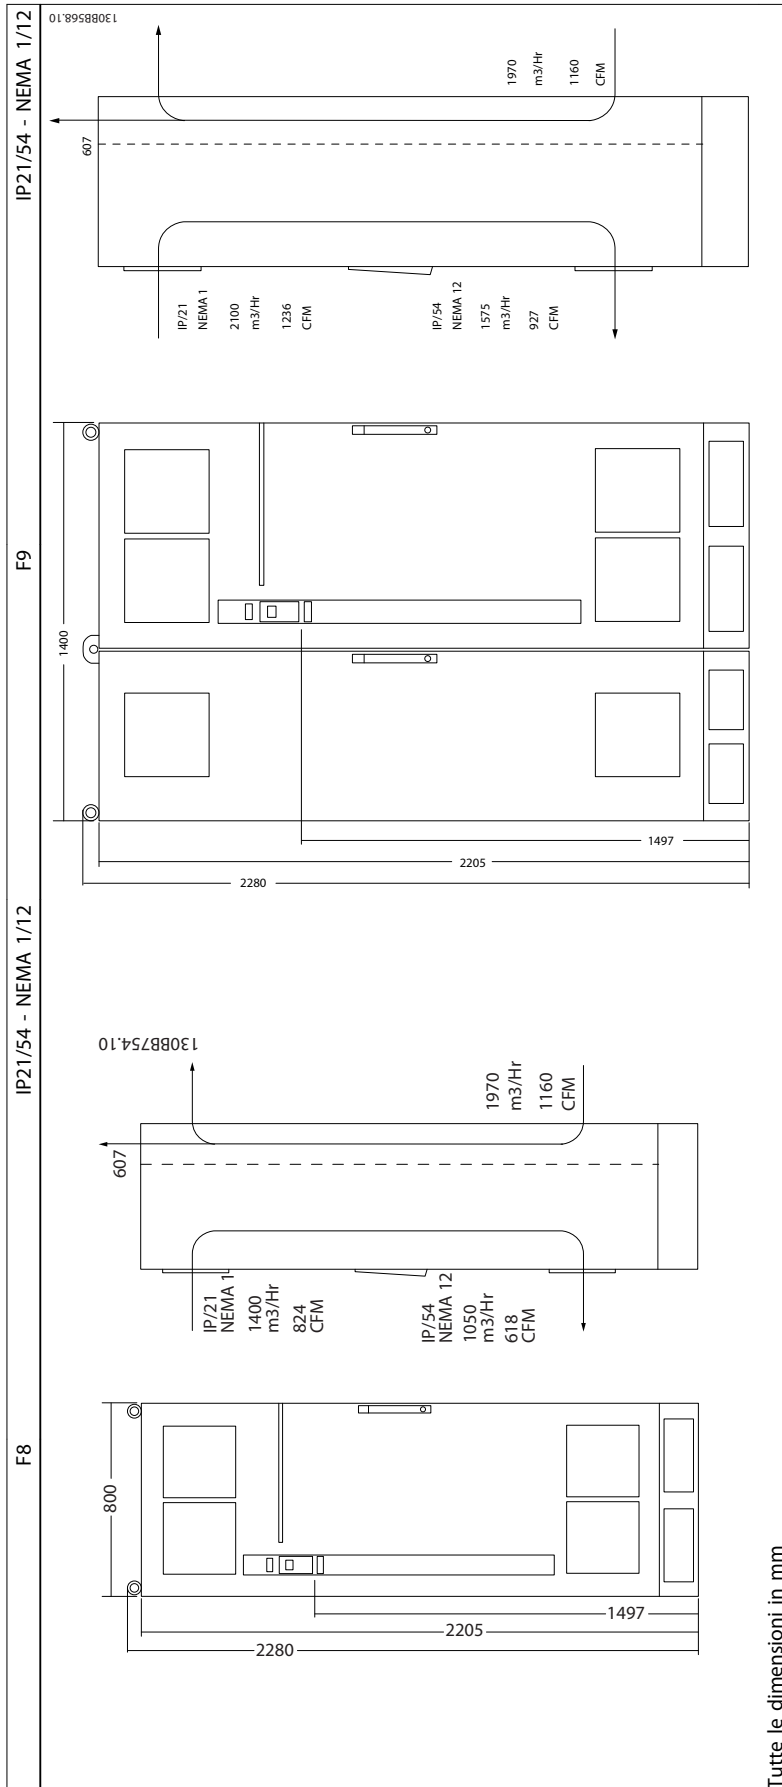 F8
IP21/54 - NEMA 1/12
F9
IP21/54 - NEMA 1/12
800
2280
2205
1497
IP/21
NEMA 1
1400
m3/Hr
824
CFM
IP/54
NEMA 12
1050
m3/Hr
618
CFM
607
1970
m3/Hr
1160
CFM
130BB754.10
1400
2280
2205
1497
IP/21
NEMA 1
2100
m3/Hr
1236
CFM
IP/54
NEMA 12
1575
m3/Hr
927
CFM
607
1970
m3/Hr
1160
CFM
130BB568.10
Tutte le dimensioni in mm